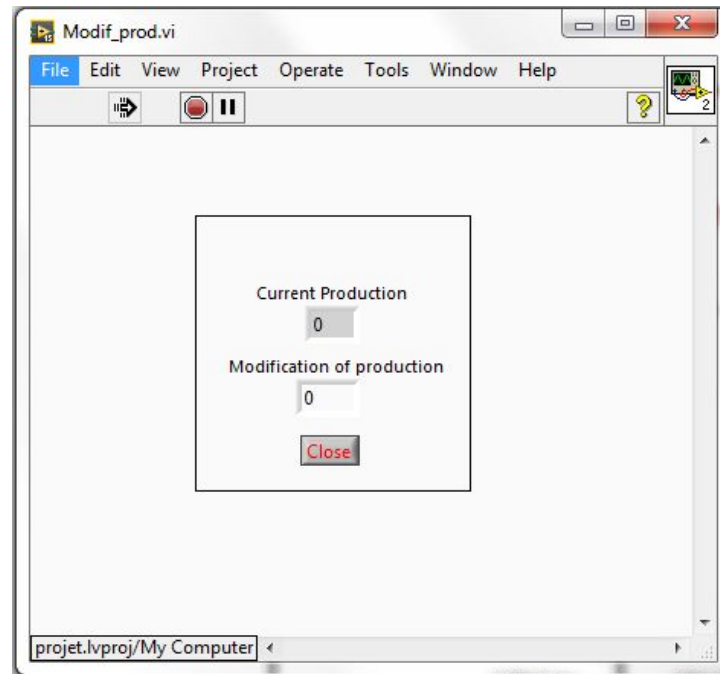 Modif_prod.vi
File Edit View Project Operate Tools Window Help
2
Current Production
0
Modification of production
0
Close
projet.lvproj/My Computer